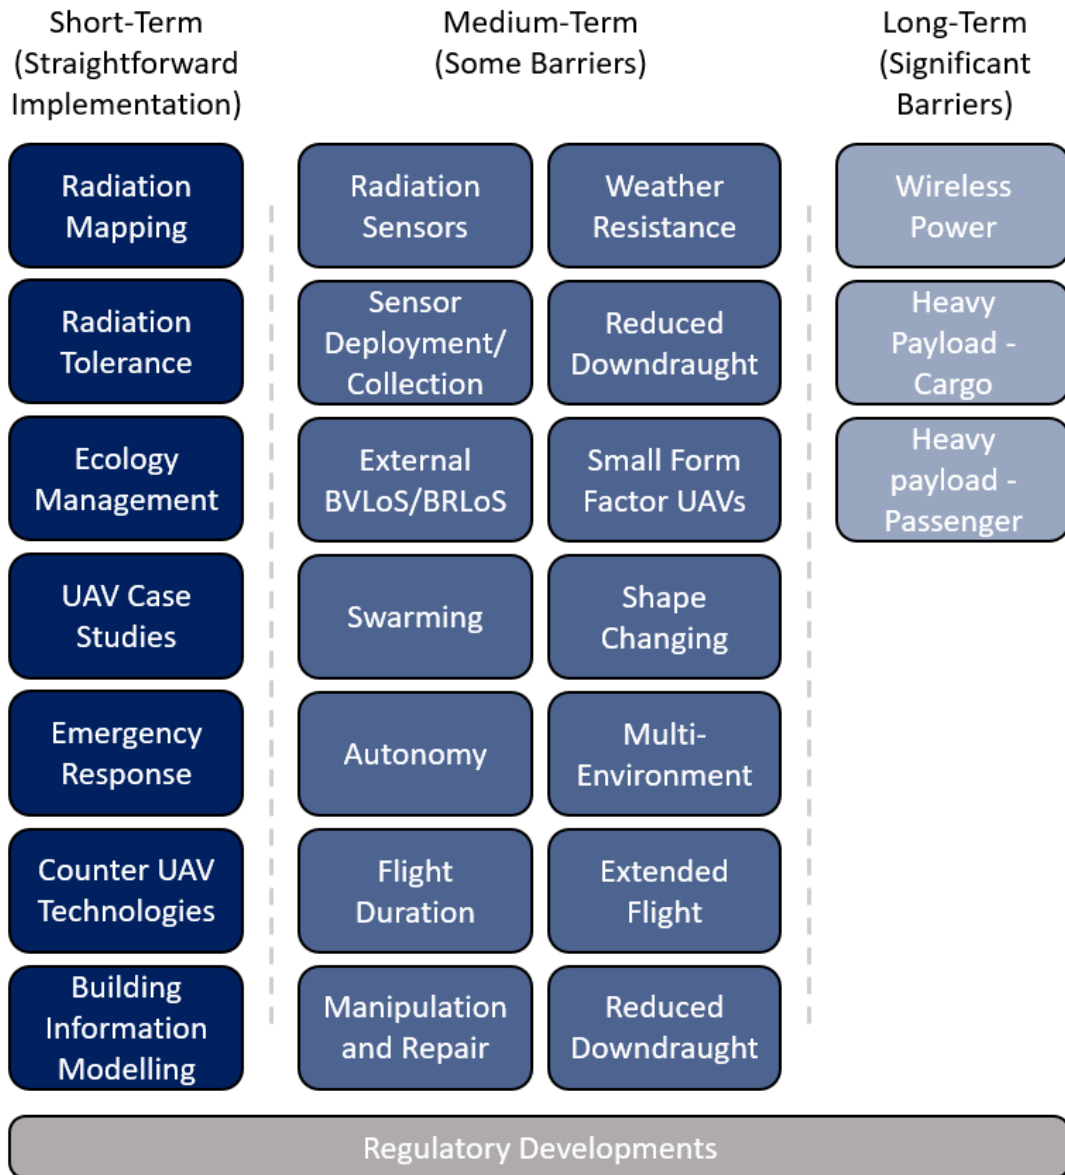 Short-Term
(Straightforward
Implementation)
Medium-Term
(Some Barriers)
Long-Term
(Significant
Barriers)
Radiation
Mapping
Radiation
Tolerance
Ecology
Management
UAV Case
Studies
Emergency
Response
Counter UAV
Technologies
Building
Information
Modelling
Radiation
Sensors
Sensor
Deployment/
Collection
External
BVLoS/BRLoS
Swarming
Autonomy
Flight
Duration
Manipulation
and Repair
Weather
Resistance
Reduced
Downdraught
Small Form
Factor UAVs
Shape
Changing
Multi-
Environment
Extended
Flight
Reduced
Downdraught
Wireless
Power
Heavy
Payload -
Cargo
Heavy
payload -
Passenger
Regulatory Developments